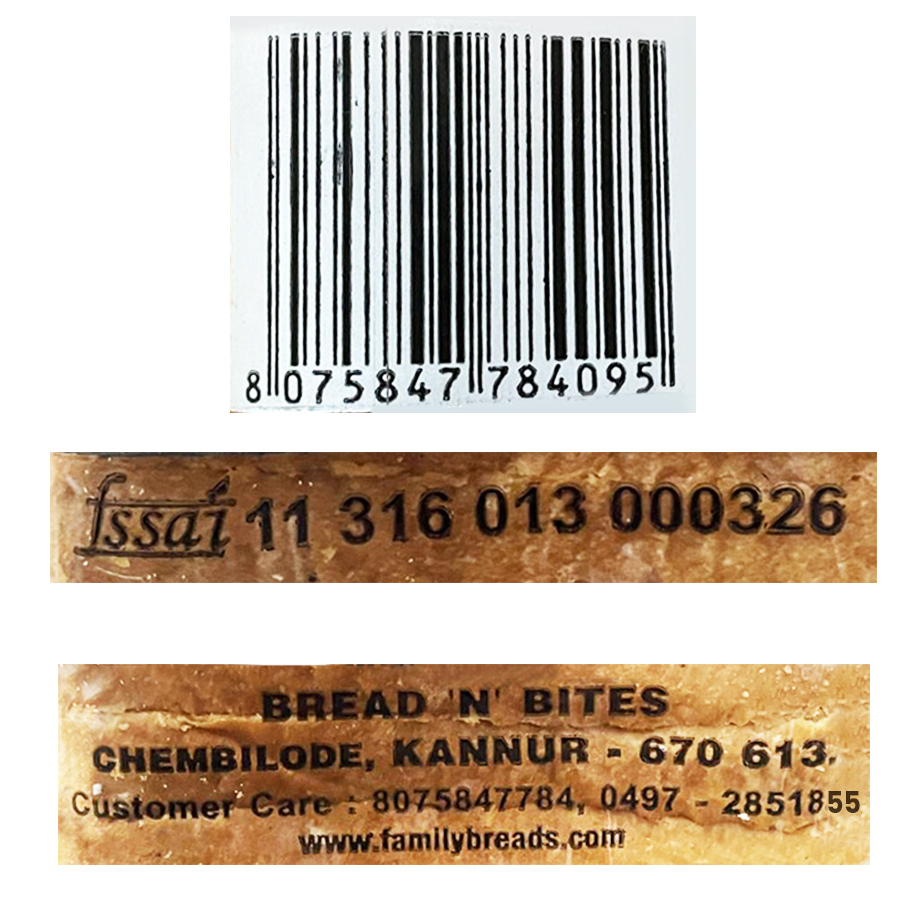 8 075847 784095
fssai 11 316 013 000326
BREAD 'N' BITES
CHEMBILODE, KANNUR - 670 613.
Customer Care : 8075847784, 0497 - 2851855
www.familybreads.com